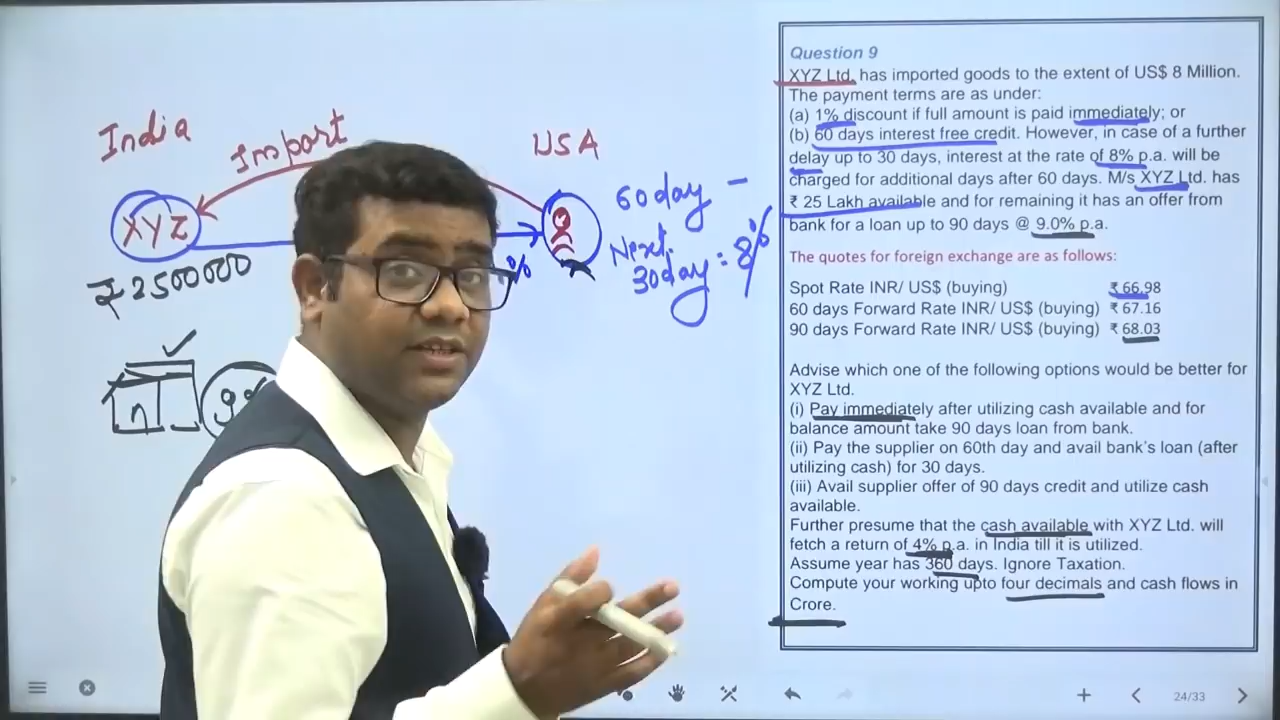 India
Import
USA
XYZ
₹2500000
60 day –
Next
30 day : 8%
%
n
9%
Question 9
XYZ Ltd. has imported goods to the extent of US$ 8 Million.
The payment terms are as under:
(a) 1% discount if full amount is paid immediately; or
(b) 60 days interest free credit. However, in case of a further
delay up to 30 days, interest at the rate of 8% p.a. will be
charged for additional days after 60 days. M/s XYZ Ltd. has
₹ 25 Lakh available and for remaining it has an offer from
bank for a loan up to 90 days @ 9.0% p.a.
The quotes for foreign exchange are as follows:
Spot Rate INR/ US$ (buying) ₹ 66.98
60 days Forward Rate INR/ US$ (buying) ₹ 67.16
90 days Forward Rate INR/ US$ (buying) ₹ 68.03
Advise which one of the following options would be better for
XYZ Ltd.
(i) Pay immediately after utilizing cash available and for
balance amount take 90 days loan from bank.
(ii) Pay the supplier on 60th day and avail bank's loan (after
utilizing cash) for 30 days.
(iii) Avail supplier offer of 90 days credit and utilize cash
available.
Further presume that the cash available with XYZ Ltd. will
fetch a return of 4% p.a. in India till it is utilized.
Assume year has 360 days. Ignore Taxation.
Compute your working upto four decimals and cash flows in
Crore.
24/33